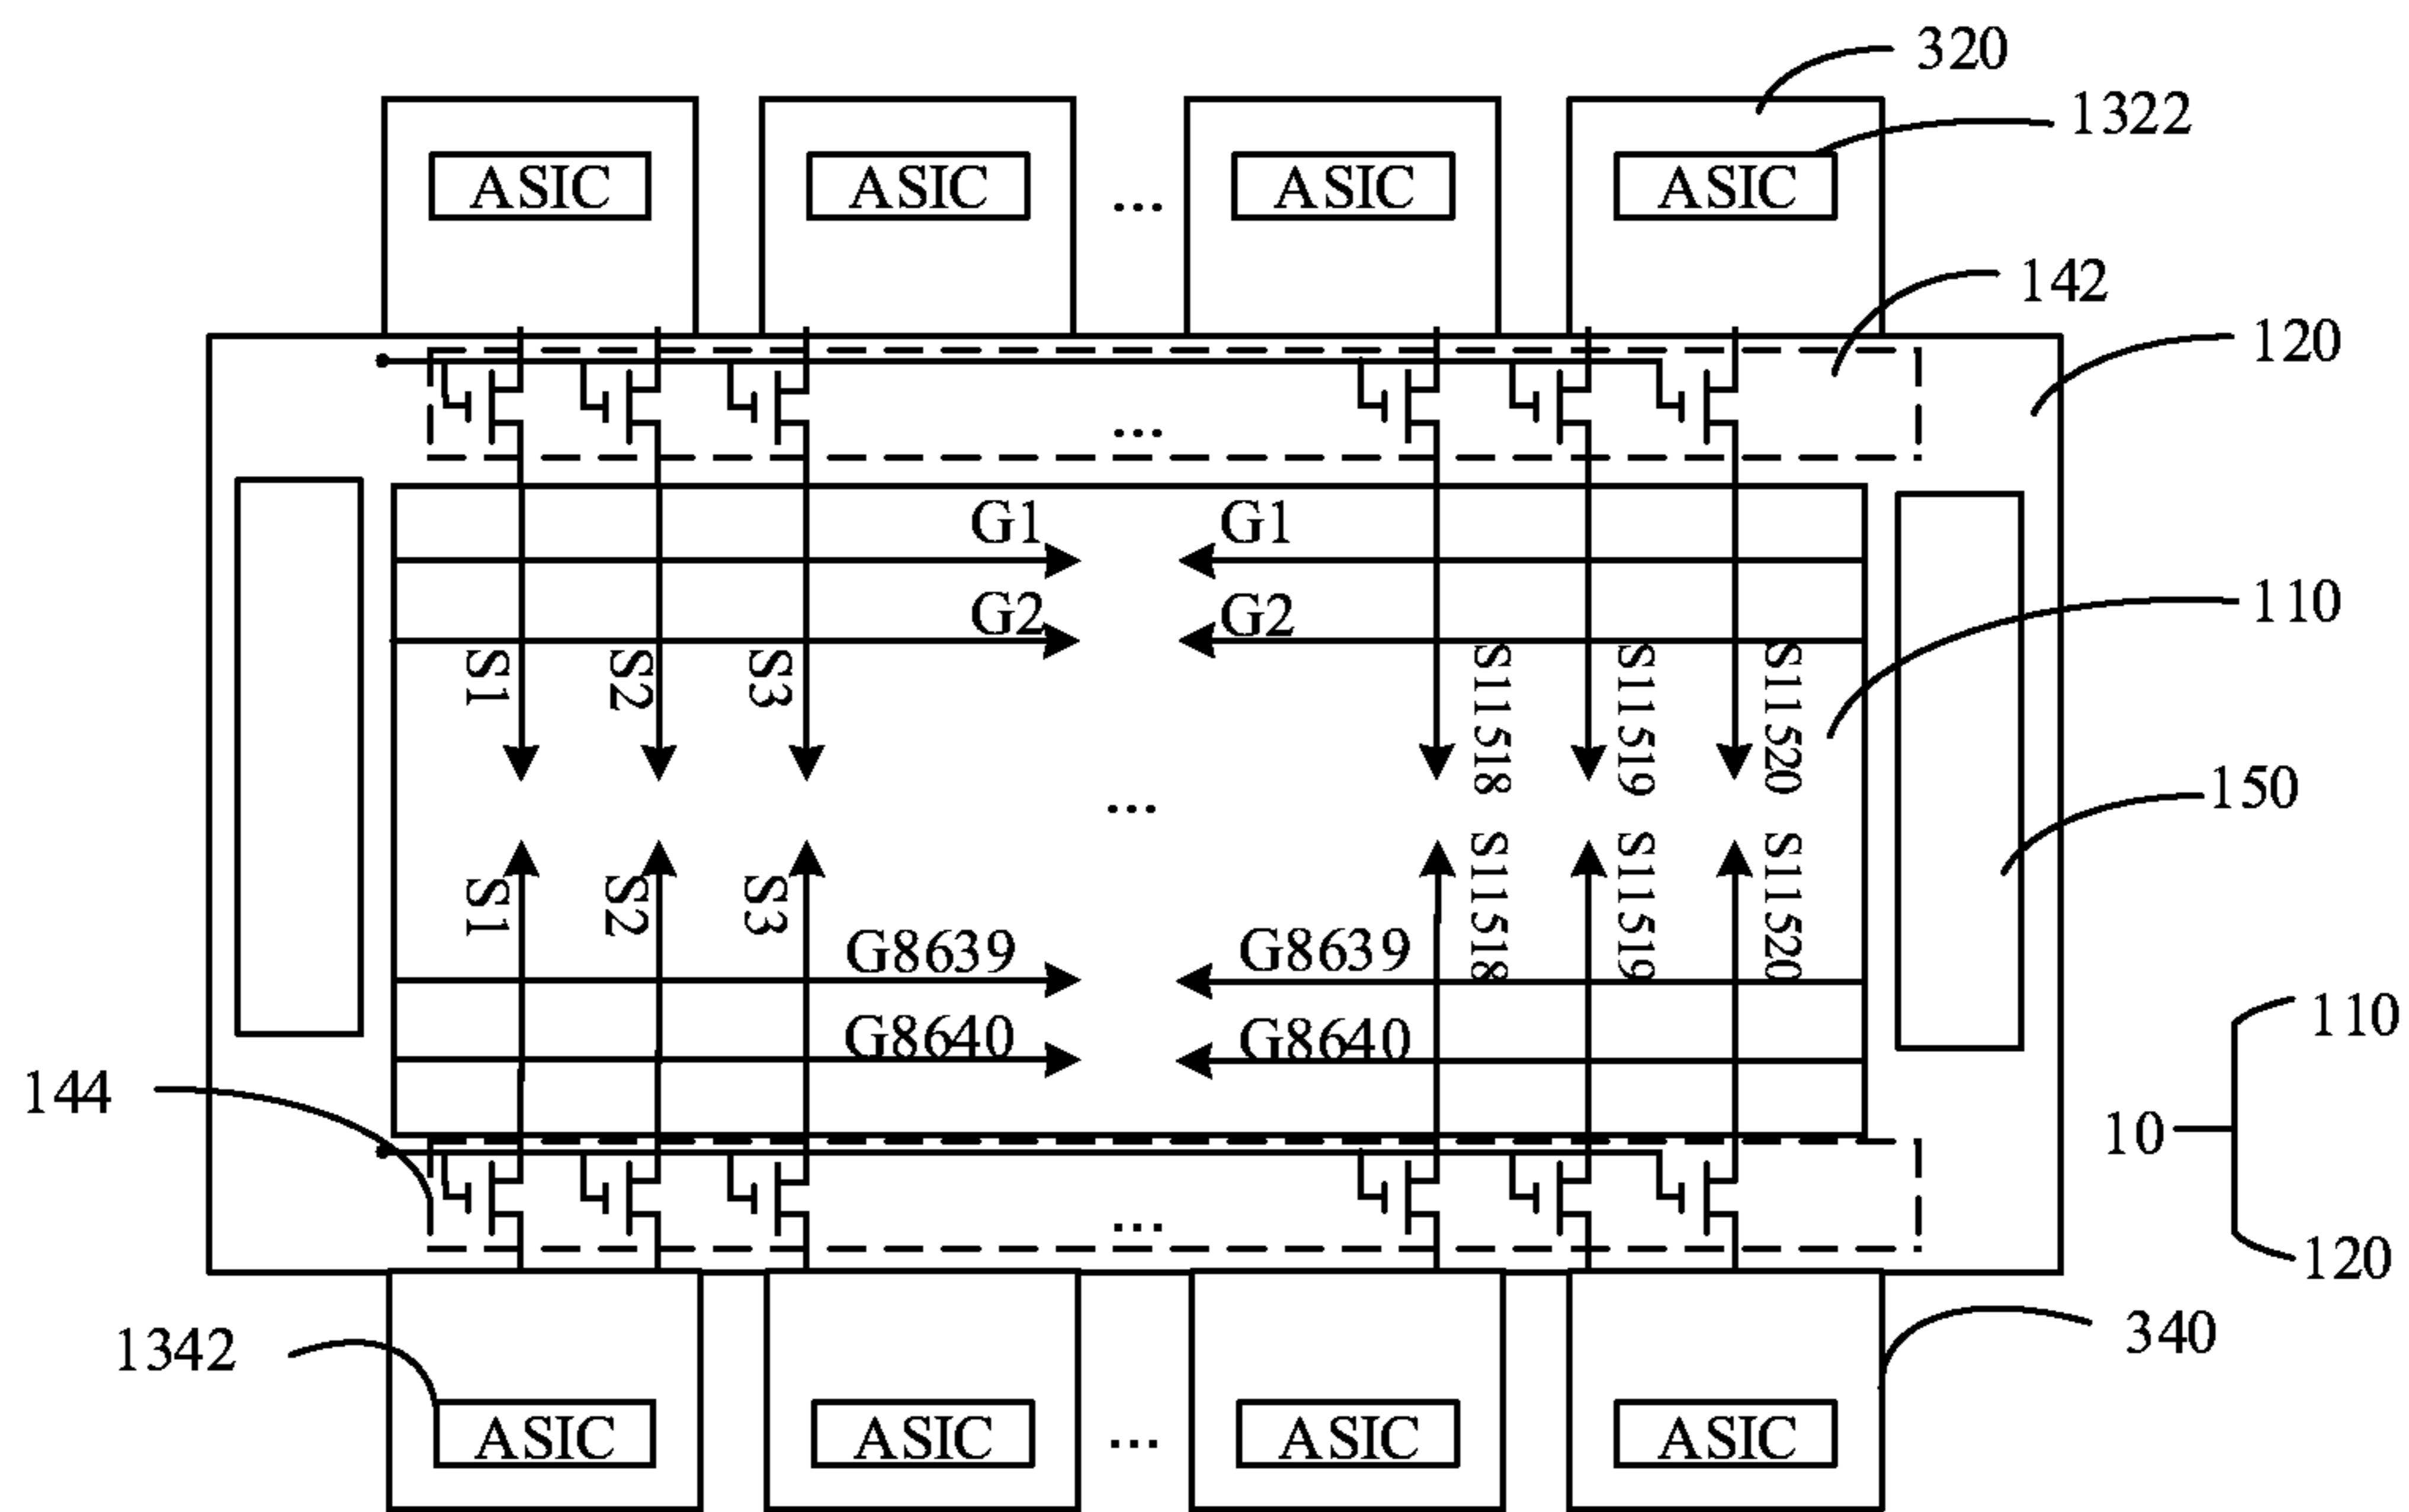 320
1322
ASIC ASIC ... ASIC ASIC
142
120
...
G1 G1
G2 G2
110
S1 S2 S3 S11518 S11519 S11520
150
...
S1 S2 S3 S11518 S11519 S11520
G8639 G8639
G8640 G8640
110
144
10
120
...
1342
340
ASIC ASIC ... ASIC ASIC